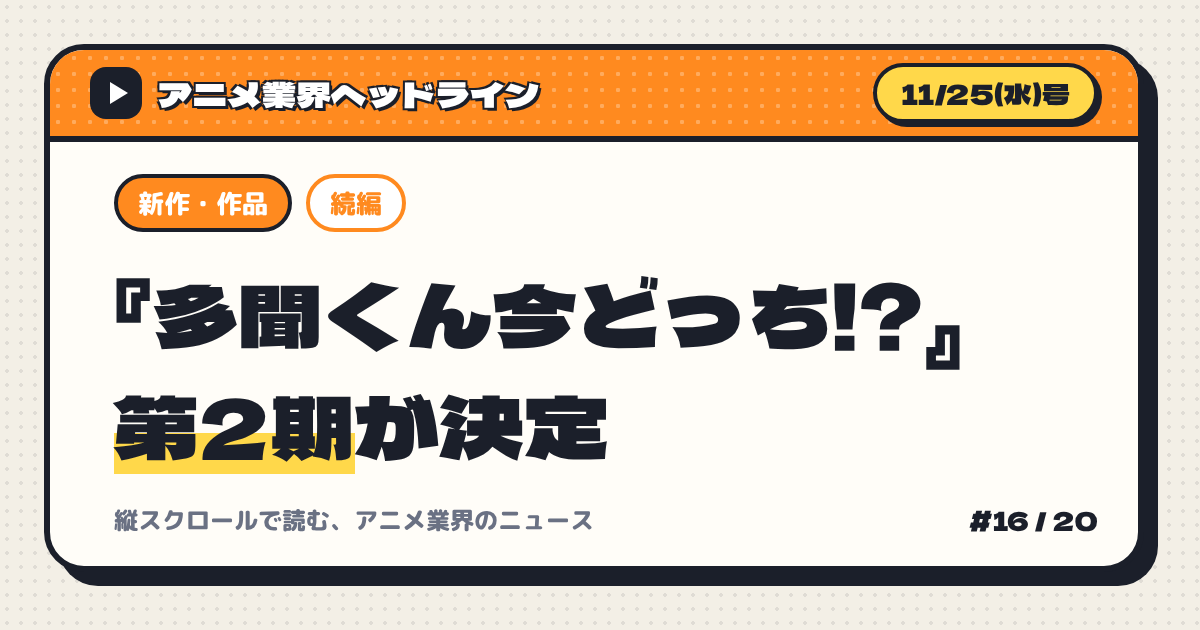 アニメ業界ヘッドライン
11/25(水)号
新作・作品
続編
『多聞くん今どっち!?』
第2期が決定
縦スクロールで読む、アニメ業界のニュース
#16 / 20